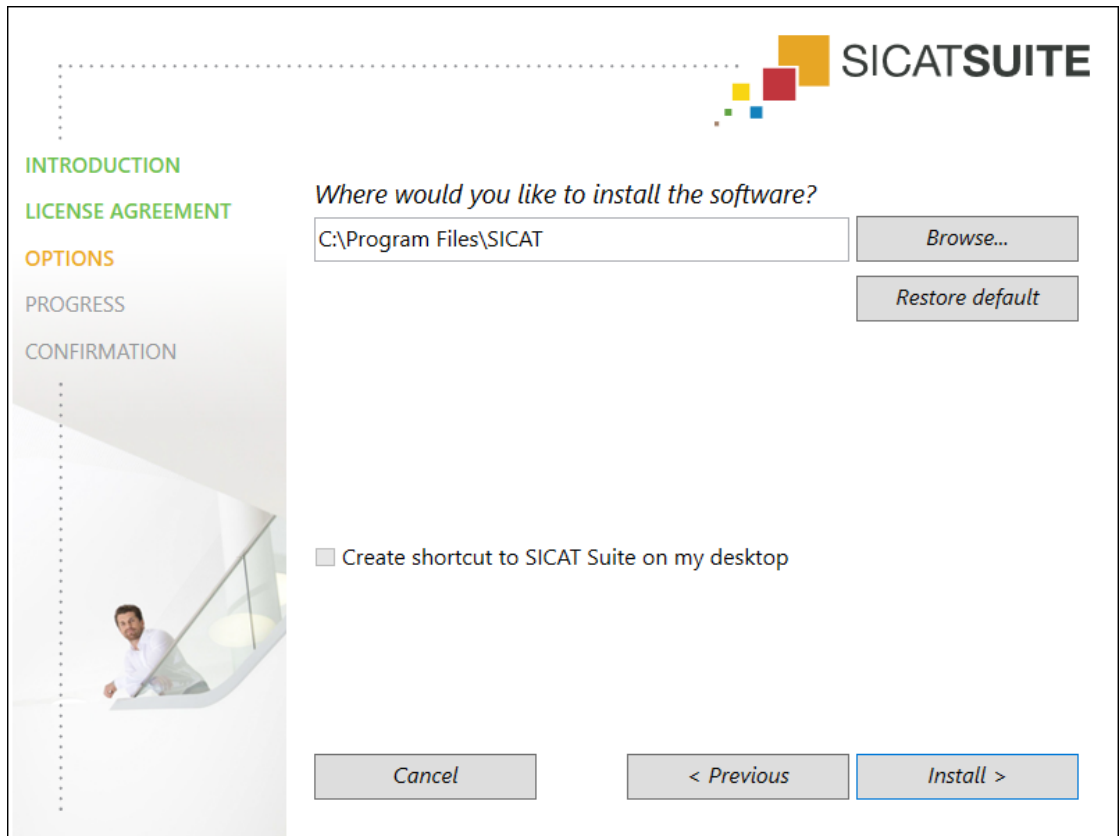 SICATSUITE
INTRODUCTION
LICENSE AGREEMENT
OPTIONS
PROGRESS
CONFIRMATION
Where would you like to install the software?
C:\Program Files\SICAT
Browse...
Restore default
Create shortcut to SICAT Suite on my desktop
Cancel
< Previous
Install >